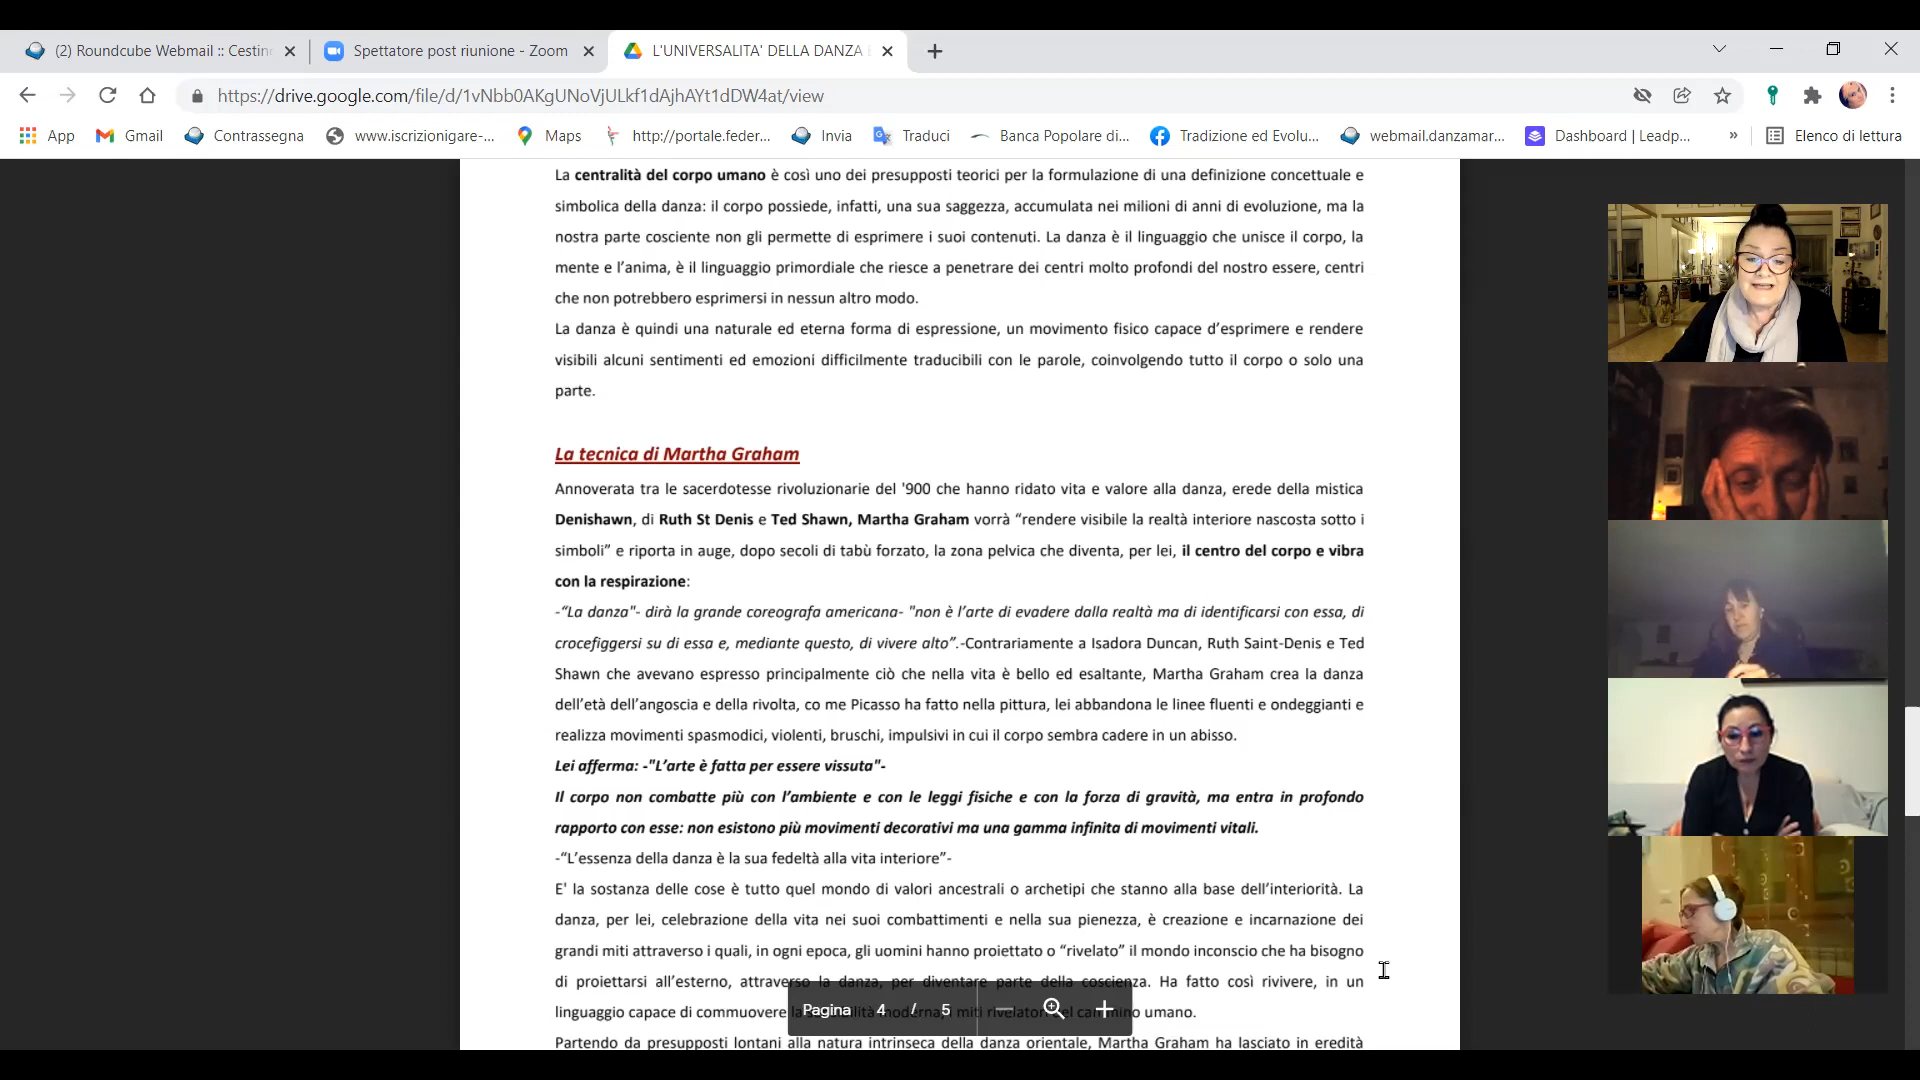 (2) Roundcube Webmail :: Cestin
Spettatore post riunione - Zoom
L'UNIVERSALITA' DELLA DANZA
https://drive.google.com/file/d/1vNbb0AKgUNoVjULkf1dAjhAYt1dDW4at/view
App Gmail Contrassegna www.iscrizionigare-... Maps http://portale.feder... Invia Traduci Banca Popolare di... Tradizione ed Evolu... webmail.danzamar... Dashboard | Leadp... » Elenco di lettura
La centralità del corpo umano è così uno dei presupposti teorici per la formulazione di una definizione concettuale e
simbolica della danza: il corpo possiede, infatti, una sua saggezza, accumulata nei milioni di anni di evoluzione, ma la
nostra parte cosciente non gli permette di esprimere i suoi contenuti. La danza è il linguaggio che unisce il corpo, la
mente e l’anima, è il linguaggio primordiale che riesce a penetrare dei centri molto profondi del nostro essere, centri
che non potrebbero esprimersi in nessun altro modo.
La danza è quindi una naturale ed eterna forma di espressione, un movimento fisico capace d’esprimere e rendere
visibili alcuni sentimenti ed emozioni difficilmente traducibili con le parole, coinvolgendo tutto il corpo o solo una
parte.
La tecnica di Martha Graham
Annoverata tra le sacerdotesse rivoluzionarie del '900 che hanno ridato vita e valore alla danza, erede della mistica
Denishawn, di Ruth St Denis e Ted Shawn, Martha Graham vorrà “rendere visibile la realtà interiore nascosta sotto i
simboli” e riporta in auge, dopo secoli di tabù forzato, la zona pelvica che diventa, per lei, il centro del corpo e vibra
con la respirazione:
-“La danza"- dirà la grande coreografa americana- "non è l’arte di evadere dalla realtà ma di identificarsi con essa, di
crocefiggersi su di essa e, mediante questo, di vivere alto”.-Contrariamente a Isadora Duncan, Ruth Saint-Denis e Ted
Shawn che avevano espresso principalmente ciò che nella vita è bello ed esaltante, Martha Graham crea la danza
dell’età dell’angoscia e della rivolta, co me Picasso ha fatto nella pittura, lei abbandona le linee fluenti e ondeggianti e
realizza movimenti spasmodici, violenti, bruschi, impulsivi in cui il corpo sembra cadere in un abisso.
Lei afferma: -"L’arte è fatta per essere vissuta"-
Il corpo non combatte più con l’ambiente e con le leggi fisiche e con la forza di gravità, ma entra in profondo
rapporto con esse: non esistono più movimenti decorativi ma una gamma infinita di movimenti vitali.
-“L’essenza della danza è la sua fedeltà alla vita interiore”-
E' la sostanza delle cose è tutto quel mondo di valori ancestrali o archetipi che stanno alla base dell’interiorità. La
danza, per lei, celebrazione della vita nei suoi combattimenti e nella sua pienezza, è creazione e incarnazione dei
grandi miti attraverso i quali, in ogni epoca, gli uomini hanno proiettato o “rivelato” il mondo inconscio che ha bisogno
di proiettarsi all’esterno, attraverso la danza, per diventare parte della coscienza. Ha fatto così rivivere, in un
linguaggio capace di commuovere la sensibilità moderna, i miti rivelatori del cammino umano.
Partendo da presupposti lontani alla natura intrinseca della danza orientale, Martha Graham ha lasciato in eredità
Pagina 4 / 5